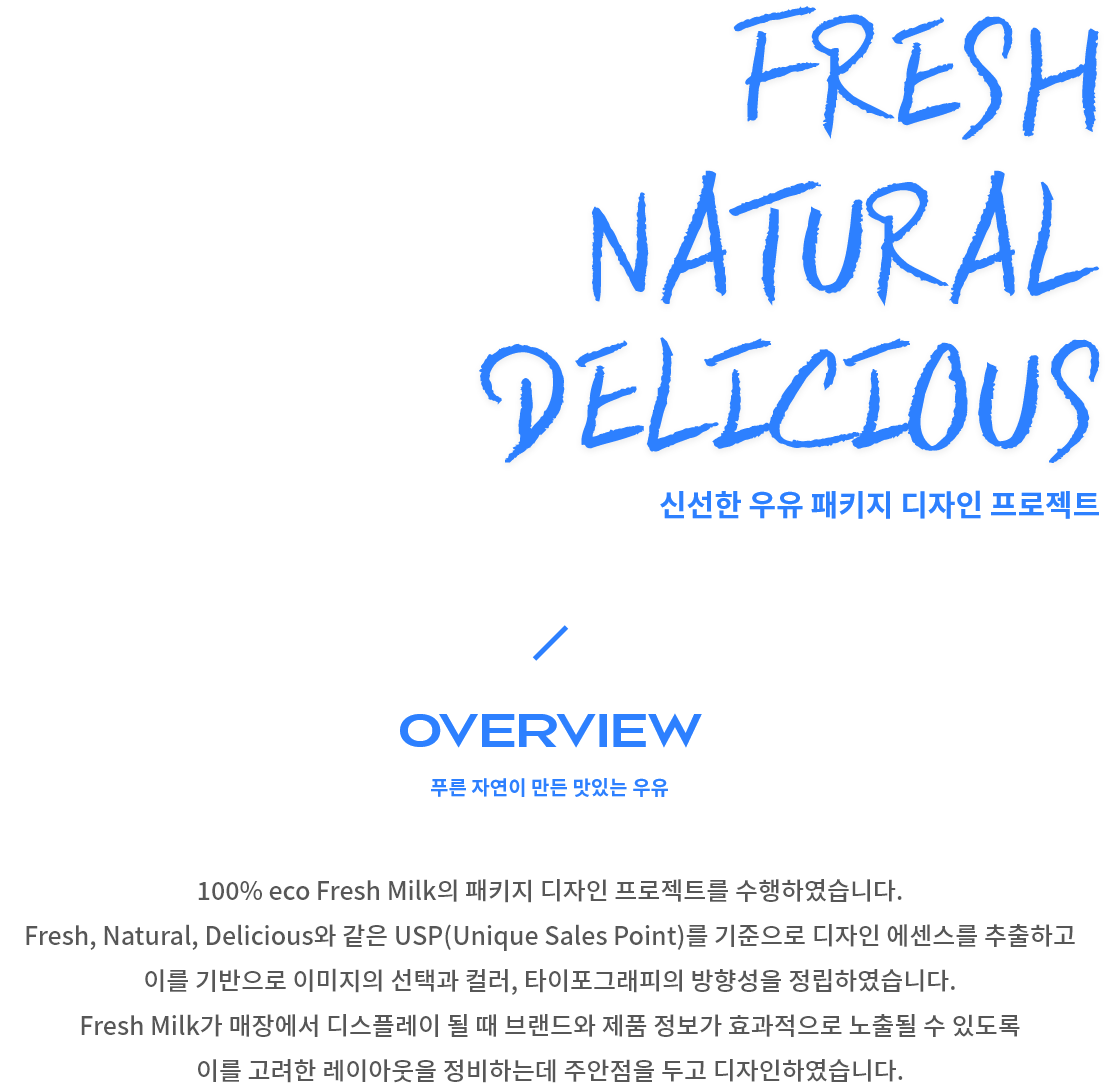 FRESH
NATURAL
DELICIOUS
신선한 우유 패키지 디자인 프로젝트
OVERVIEW
푸른 자연이 만든 맛있는 우유
100% eco Fresh Milk의 패키지 디자인 프로젝트를 수행하였습니다.
Fresh, Natural, Delicious와 같은 USP(Unique Sales Point)를 기준으로 디자인 에센스를 추출하고
이를 기반으로 이미지의 선택과 컬러, 타이포그래피의 방향성을 정립하였습니다.
Fresh Milk가 매장에서 디스플레이 될 때 브랜드와 제품 정보가 효과적으로 노출될 수 있도록
이를 고려한 레이아웃을 정비하는데 주안점을 두고 디자인하였습니다.